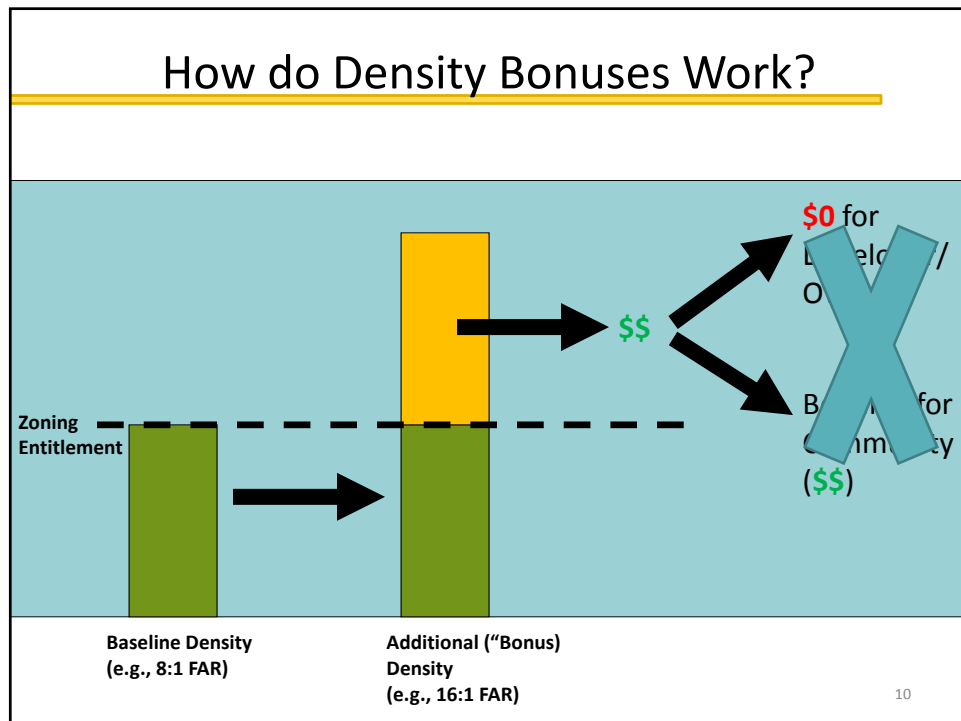 How do Density Bonuses Work?
$0 for
/
$$
for
($$)
Zoning
Entitlement
Baseline Density
(e.g., 8:1 FAR)
Additional (“Bonus)
Density
(e.g., 16:1 FAR)
10